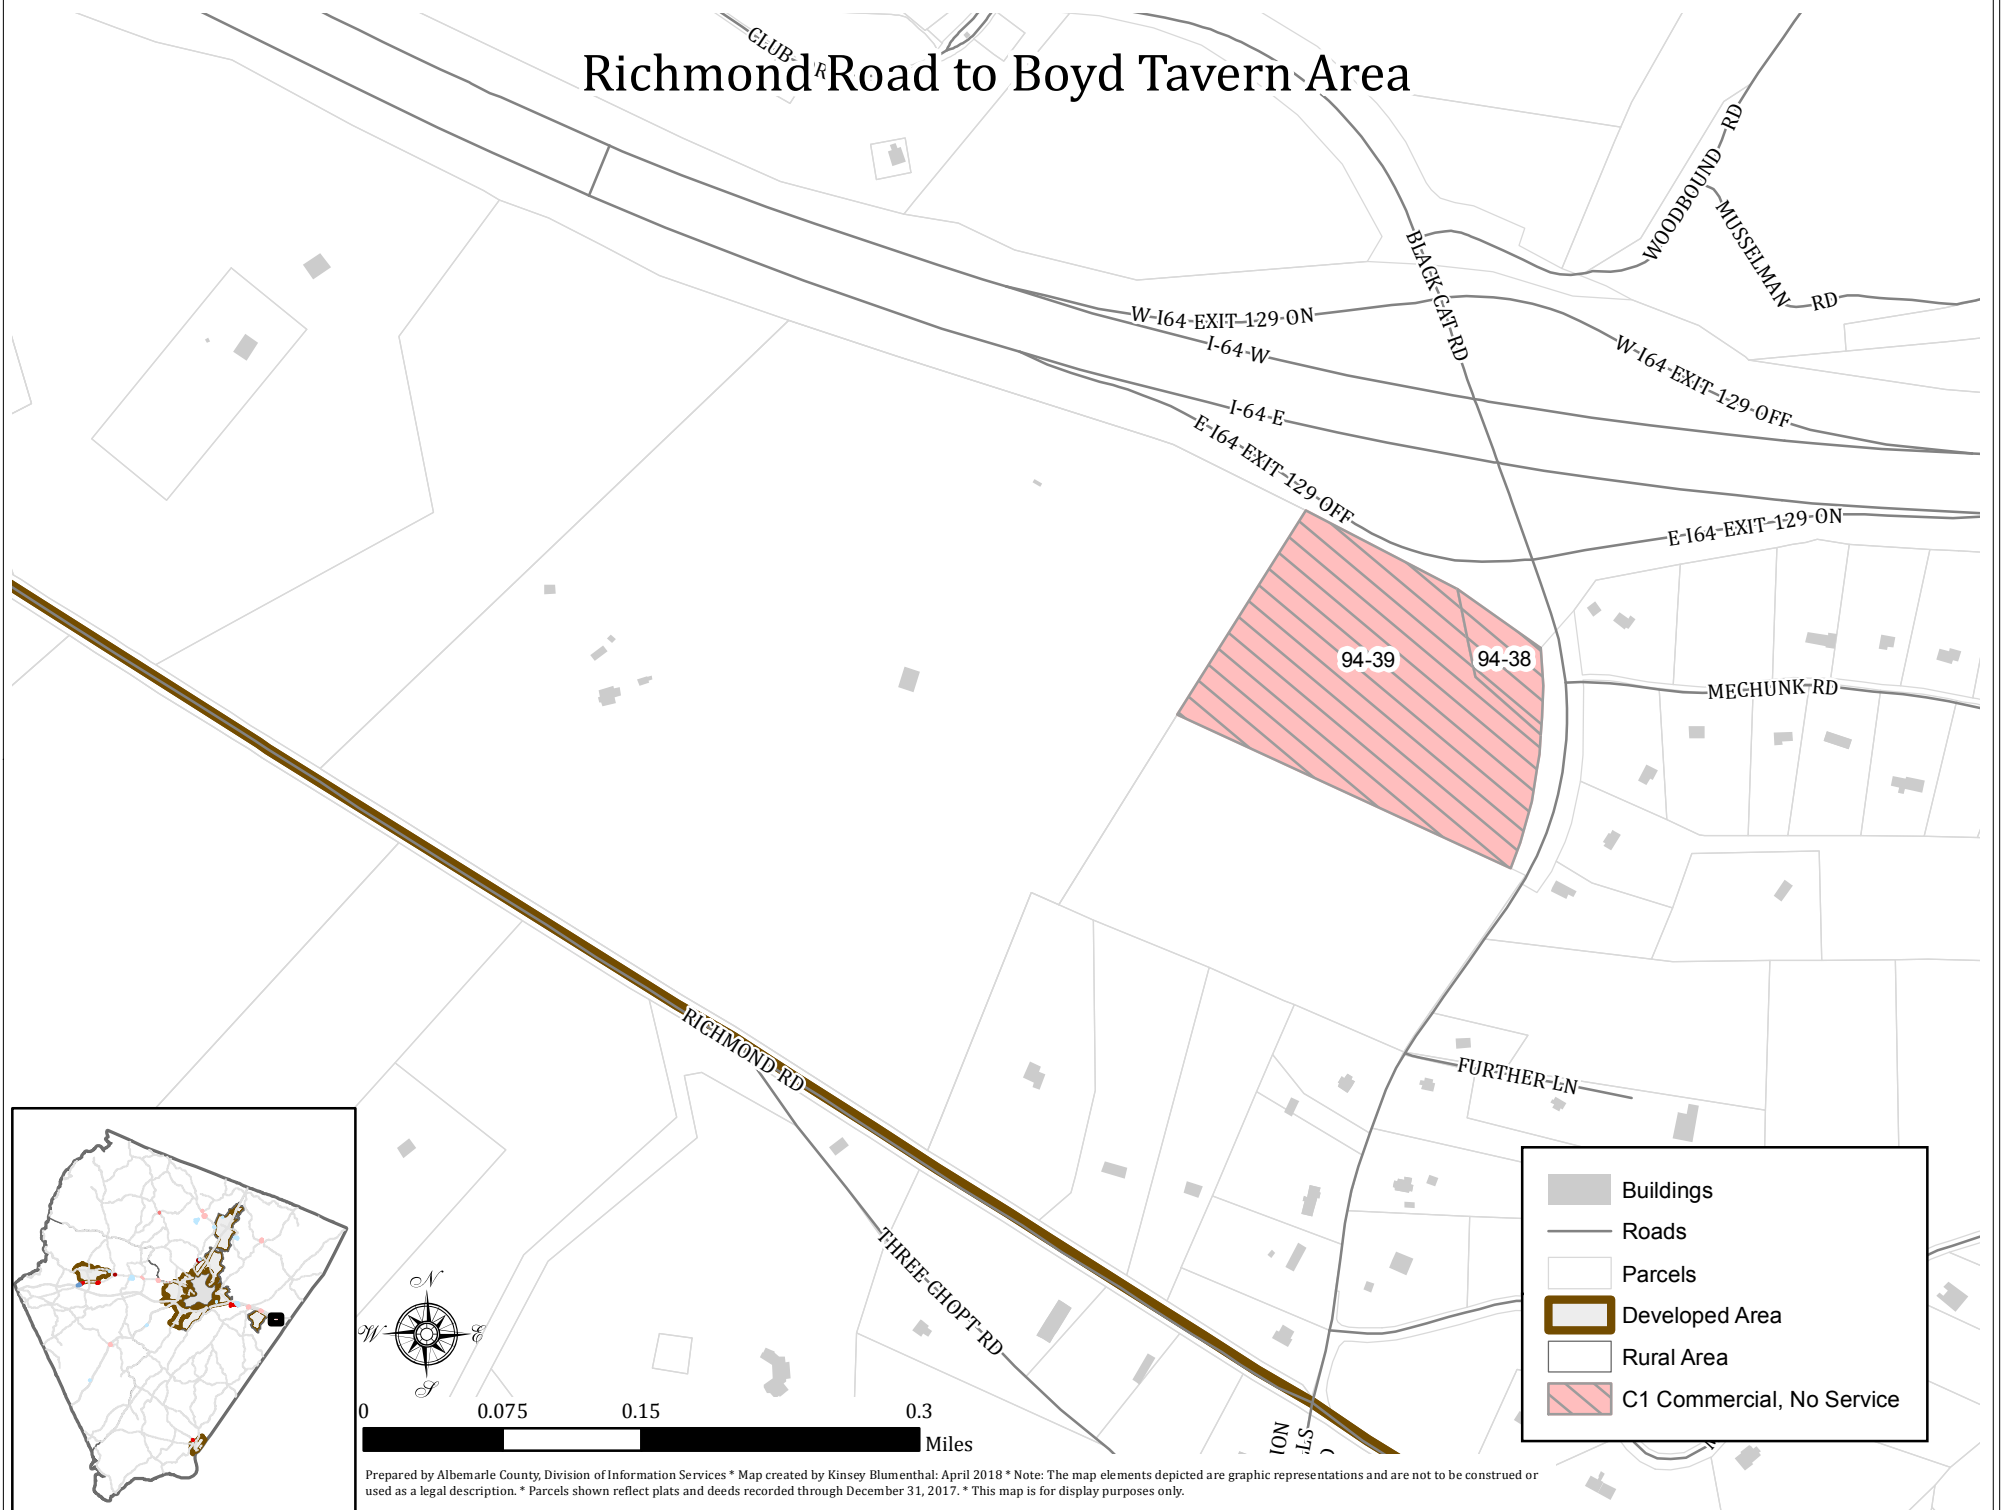 Richmond Road to Boyd Tavern Area
CLUB
WOODBOUND RD
MUSSELMAN RD
BLACK CAT RD
W I64 EXIT 129 ON
I-64 W
W I64 EXIT 129 OFF
I-64 E
E I64 EXIT 129 OFF
E I64 EXIT 129 ON
94-39
94-38
MECHUNK RD
RICHMOND RD
FURTHER LN
THREE CHOPT RD
Buildings
Roads
Parcels
Developed Area
Rural Area
C1 Commercial, No Service
N
W
E
S
0 0.075 0.15 0.3
Miles
Prepared by Albemarle County, Division of Information Services * Map created by Kinsey Blumenthal: April 2018 * Note: The map elements depicted are graphic representations and are not to be construed or
used as a legal description. * Parcels shown reflect plats and deeds recorded through December 31, 2017. * This map is for display purposes only.